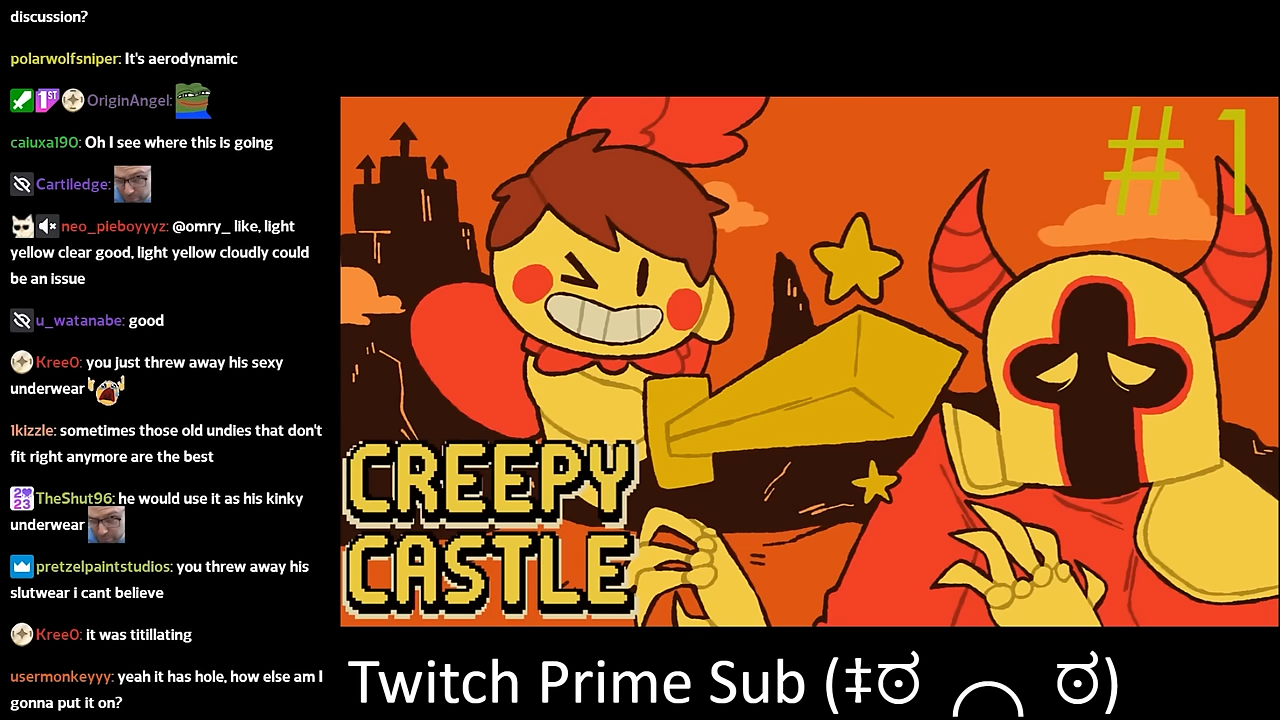 discussion?
polarwolfsniper: It's aerodynamic
1ST OriginAngel:
caiuxa190: Oh I see where this is going
Cartiledge:
neo_pieboyyyz: @omry_ like, light
yellow clear good, light yellow cloudly could
be an issue
u_watanabe: good
KreeO: you just threw away his sexy
underwear
1kizzle: sometimes those old undies that don't
fit right anymore are the best
2023 TheShut96: he would use it as his kinky
underwear
pretzelpaintstudios: you threw away his
slutwear i cant believe
KreeO: it was titillating
usermonkeyyy: yeah it has hole, how else am I
gonna put it on?
#1
CREEPY
CASTLE
Twitch Prime Sub (‡ಠ ╭╮ ಠ)